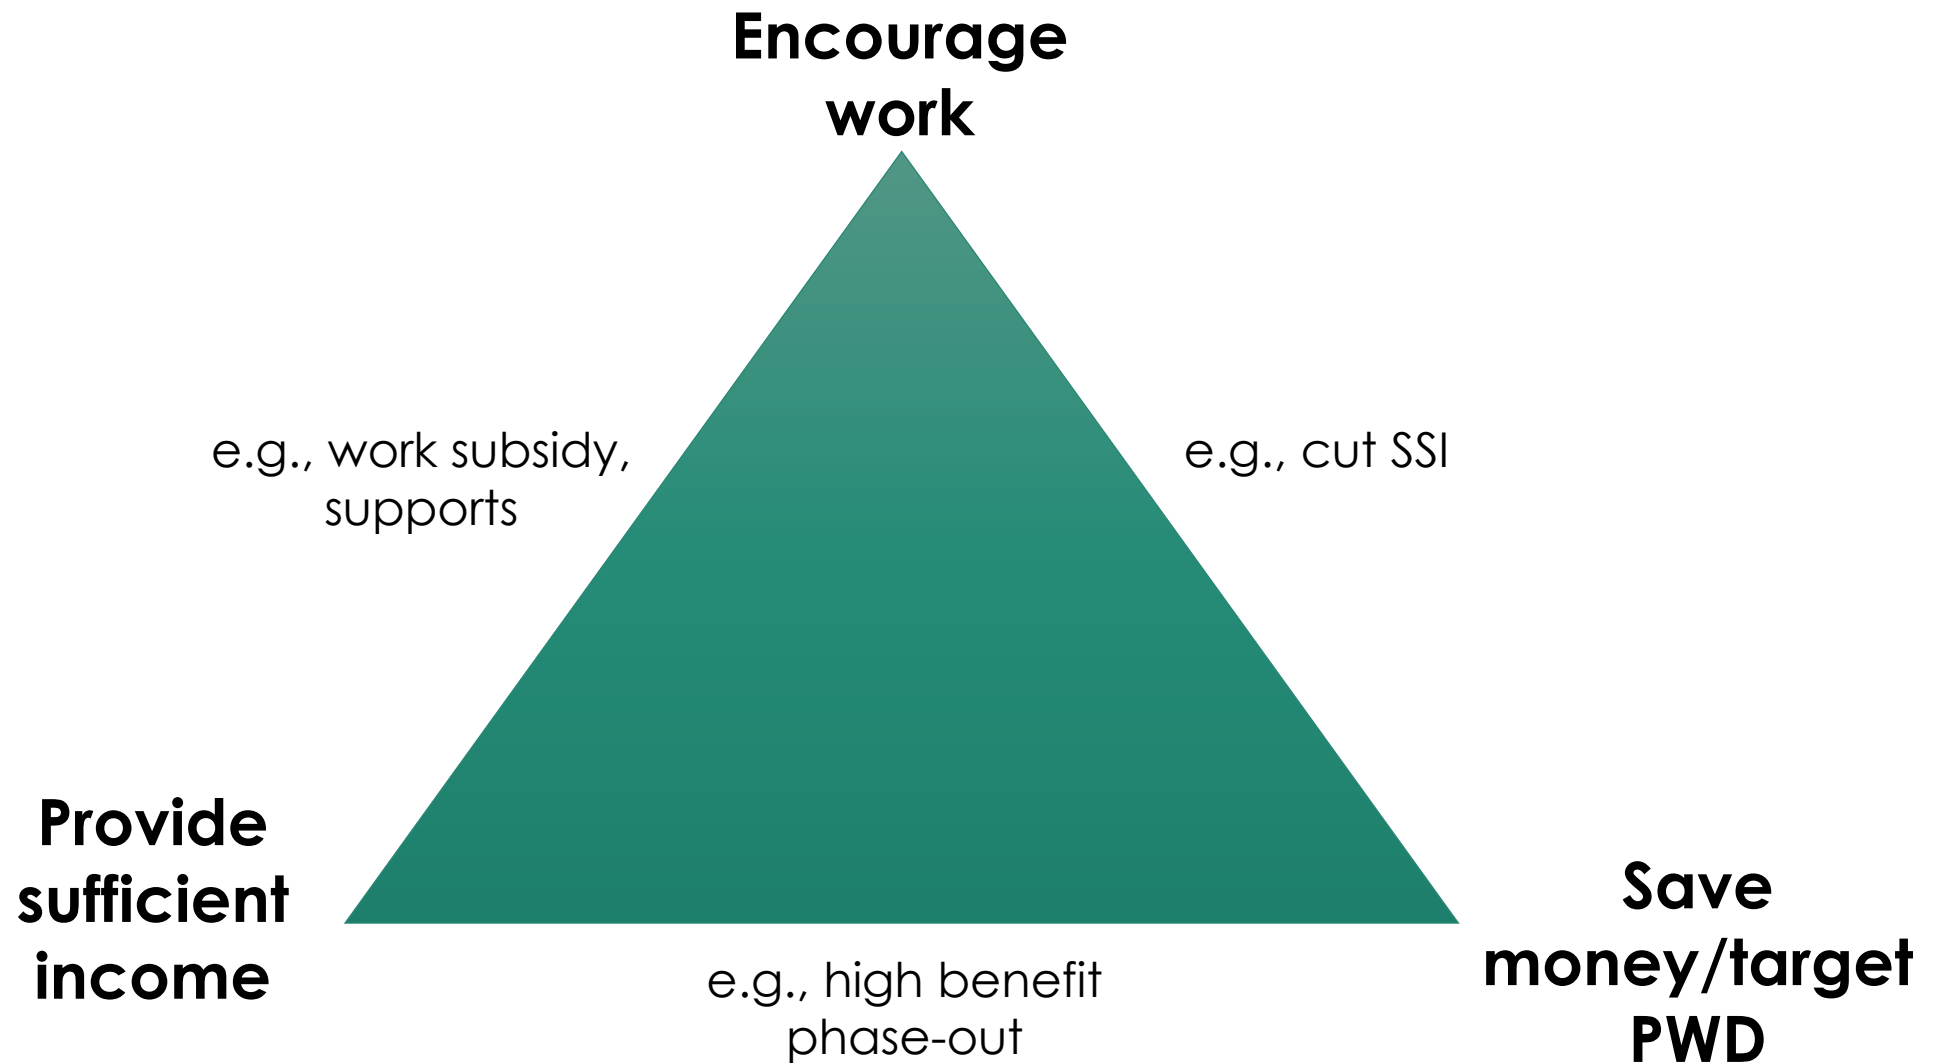 Encourage
work
e.g., work subsidy,
supports
e.g., cut SSI
Provide
sufficient
income
Save
money/target
PWD
e.g., high benefit
phase-out